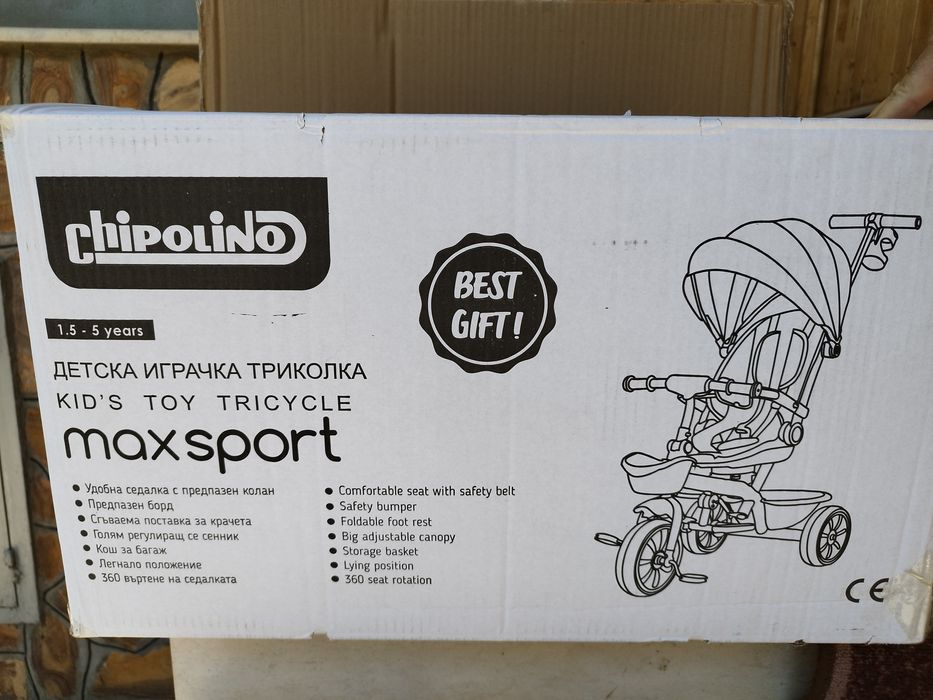 chipolino
BEST
GIFT!
1.5 - 5 years
ДЕТСКА ИГРАЧКА ТРИКОЛКА
KID'S TOY TRICYCLE
maxsport
• Удобна седалка с предпазен колан
• Предпазен борд
• Сгъваема поставка за крачета
• Голям регулиращ се сенник
• Кош за багаж
• Легнало положение
• 360 въртене на седалката
• Comfortable seat with safety belt
• Safety bumper
• Foldable foot rest
• Big adjustable canopy
• Storage basket
• Lying position
• 360 seat rotation
CE